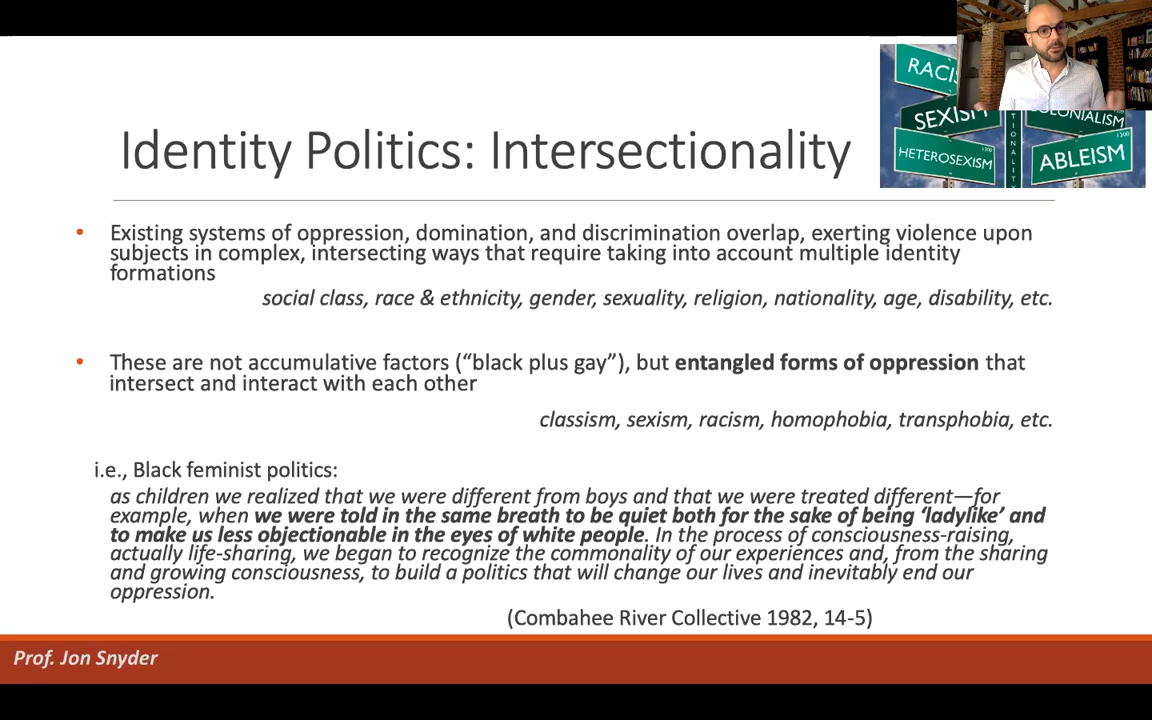 Identity Politics: Intersectionality
RACIS
SEXISM
HETEROSEXISM
1300
TIONALITY
COLONIALISM
1300
ABLEISM
• Existing systems of oppression, domination, and discrimination overlap, exerting violence upon
subjects in complex, intersecting ways that require taking into account multiple identity
formations
social class, race & ethnicity, gender, sexuality, religion, nationality, age, disability, etc.
• These are not accumulative factors (“black plus gay”), but entangled forms of oppression that
intersect and interact with each other
classism, sexism, racism, homophobia, transphobia, etc.
i.e., Black feminist politics:
as children we realized that we were different from boys and that we were treated different—for
example, when we were told in the same breath to be quiet both for the sake of being ‘ladylike’ and
to make us less objectionable in the eyes of white people. In the process of consciousness-raising,
actually life-sharing, we began to recognize the commonality of our experiences and, from the sharing
and growing consciousness, to build a politics that will change our lives and inevitably end our
oppression.
(Combahee River Collective 1982, 14-5)
Prof. Jon Snyder